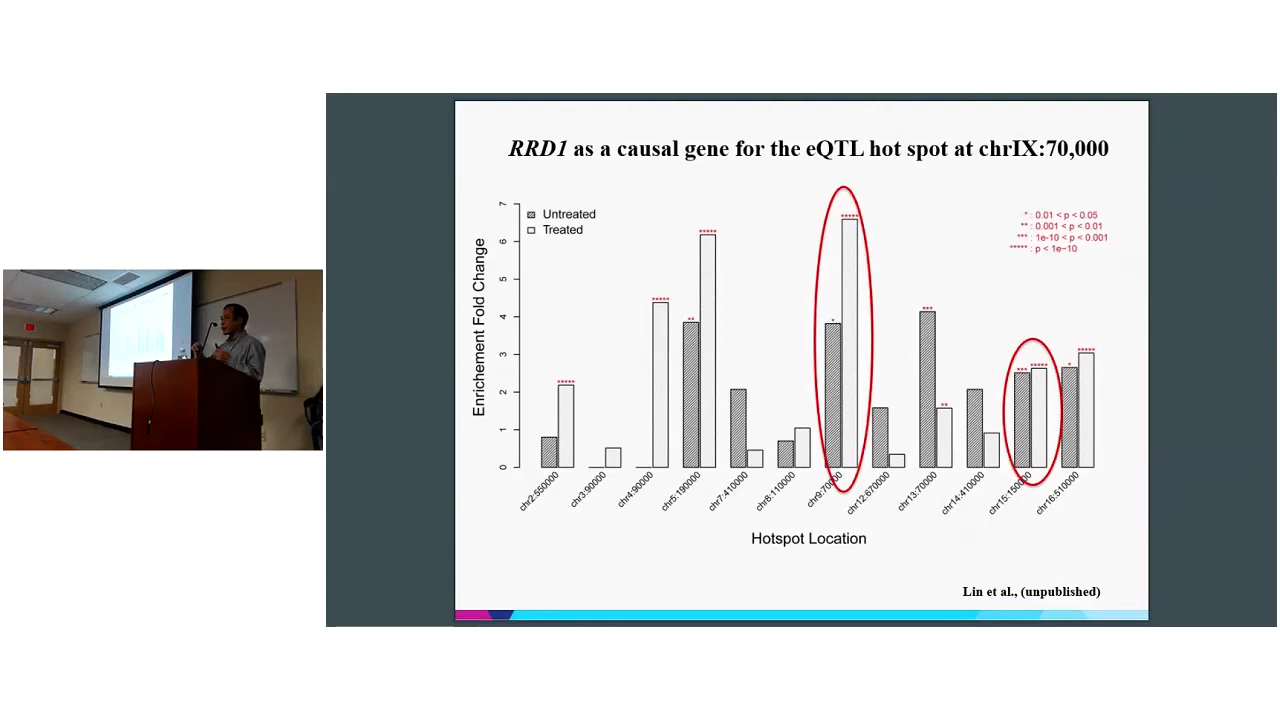 RRD1 as a causal gene for the eQTL hot spot at chrIX:70,000
Untreated
Treated
* : 0.01 < p < 0.05
** : 0.001 < p < 0.01
*** : 1e-10 < p < 0.001
***** : p < 1e-10
Enrichement Fold Change
7
6
5
4
3
2
1
0
*****
*****
**
*****
*
*****
***
**
***
*****
*
*****
chr2:550000
chr3:90000
chr4:90000
chr5:190000
chr7:410000
chr8:110000
chr9:70000
chr12:670000
chr13:70000
chr14:410000
chr15:150000
chr16:510000
Hotspot Location
Lin et al., (unpublished)